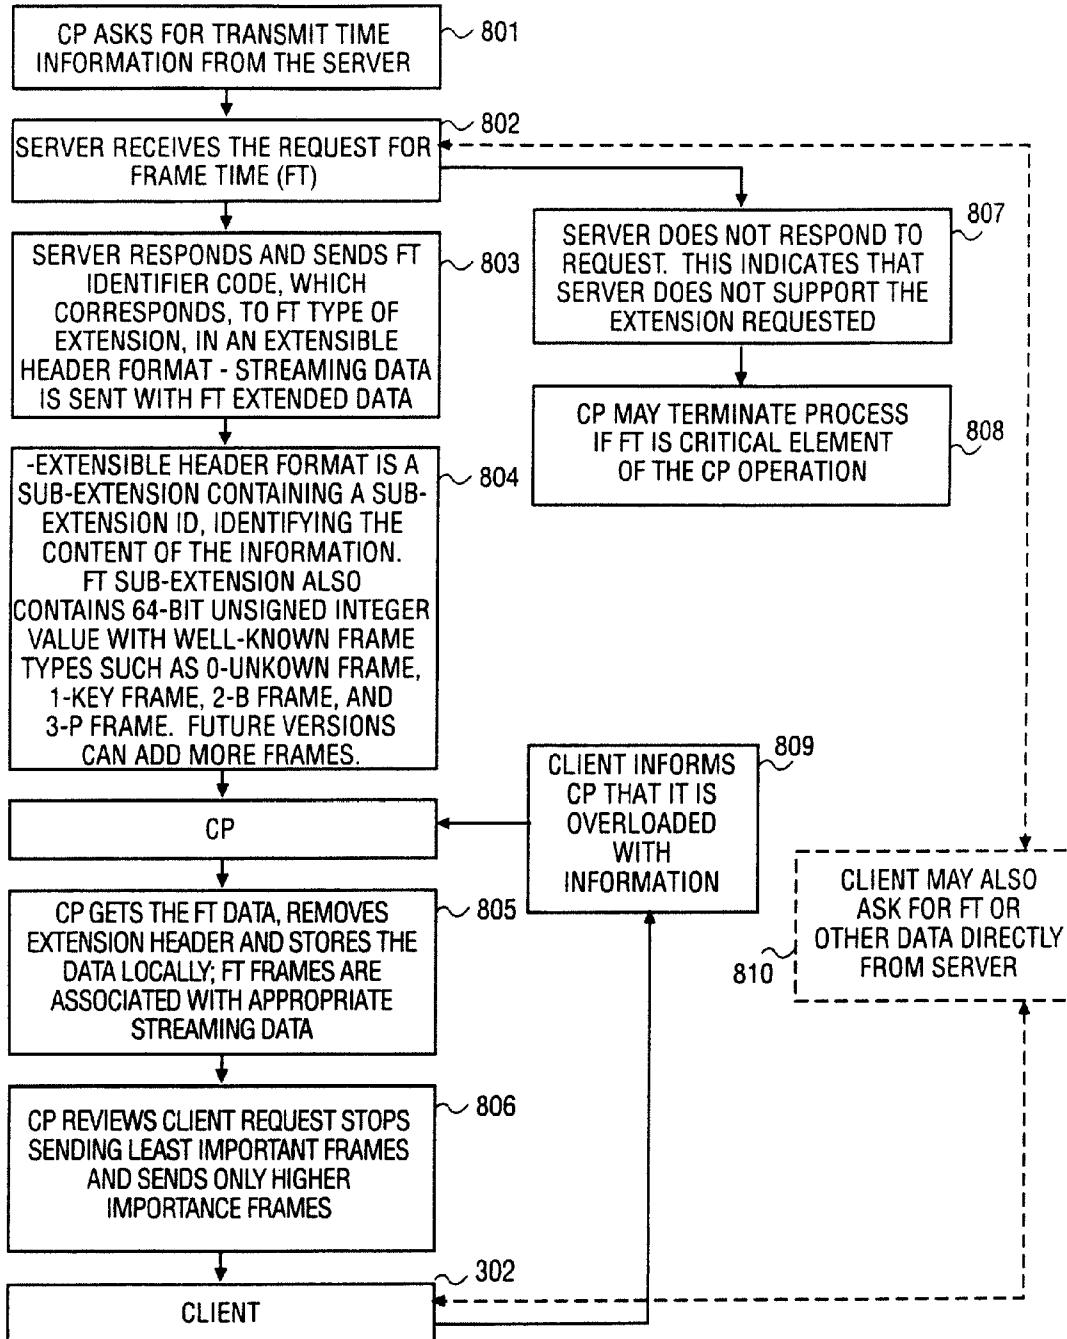 CP ASKS FOR TRANSMIT TIME
INFORMATION FROM THE SERVER
801
802
SERVER RECEIVES THE REQUEST FOR
FRAME TIME (FT)
SERVER RESPONDS AND SENDS FT
IDENTIFIER CODE, WHICH
CORRESPONDS, TO FT TYPE OF
EXTENSION, IN AN EXTENSIBLE
HEADER FORMAT - STREAMING DATA
IS SENT WITH FT EXTENDED DATA
803
807
SERVER DOES NOT RESPOND TO
REQUEST. THIS INDICATES THAT
SERVER DOES NOT SUPPORT THE
EXTENSION REQUESTED
CP MAY TERMINATE PROCESS
IF FT IS CRITICAL ELEMENT
OF THE CP OPERATION
808
-EXTENSIBLE HEADER FORMAT IS A
SUB-EXTENSION CONTAINING A SUB-
EXTENSION ID, IDENTIFYING THE
CONTENT OF THE INFORMATION.
FT SUB-EXTENSION ALSO
CONTAINS 64-BIT UNSIGNED INTEGER
VALUE WITH WELL-KNOWN FRAME
TYPES SUCH AS 0-UNKOWN FRAME,
1-KEY FRAME, 2-B FRAME, AND
3-P FRAME. FUTURE VERSIONS
CAN ADD MORE FRAMES.
804
CP
809
CLIENT INFORMS
CP THAT IT IS
OVERLOADED
WITH
INFORMATION
CP GETS THE FT DATA, REMOVES
EXTENSION HEADER AND STORES THE
DATA LOCALLY; FT FRAMES ARE
ASSOCIATED WITH APPROPRIATE
STREAMING DATA
805
CLIENT MAY ALSO
ASK FOR FT OR
OTHER DATA DIRECTLY
FROM SERVER
810
CP REVIEWS CLIENT REQUEST STOPS
SENDING LEAST IMPORTANT FRAMES
AND SENDS ONLY HIGHER
IMPORTANCE FRAMES
806
302
CLIENT